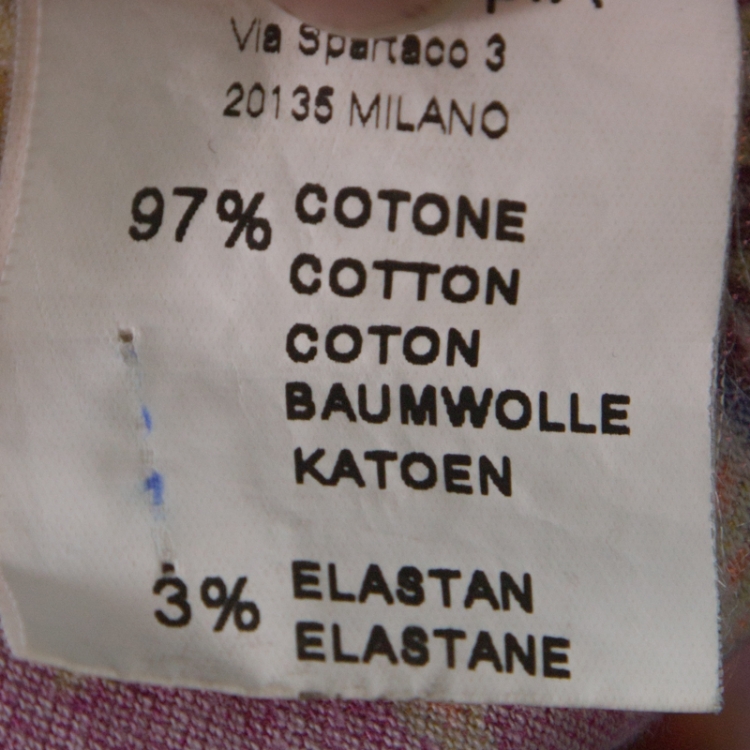 Via Spartaco 3
20135 MILANO
97% COTONE
COTTON
COTON
BAUMWOLLE
KATOEN
3% ELASTAN
ELASTANE